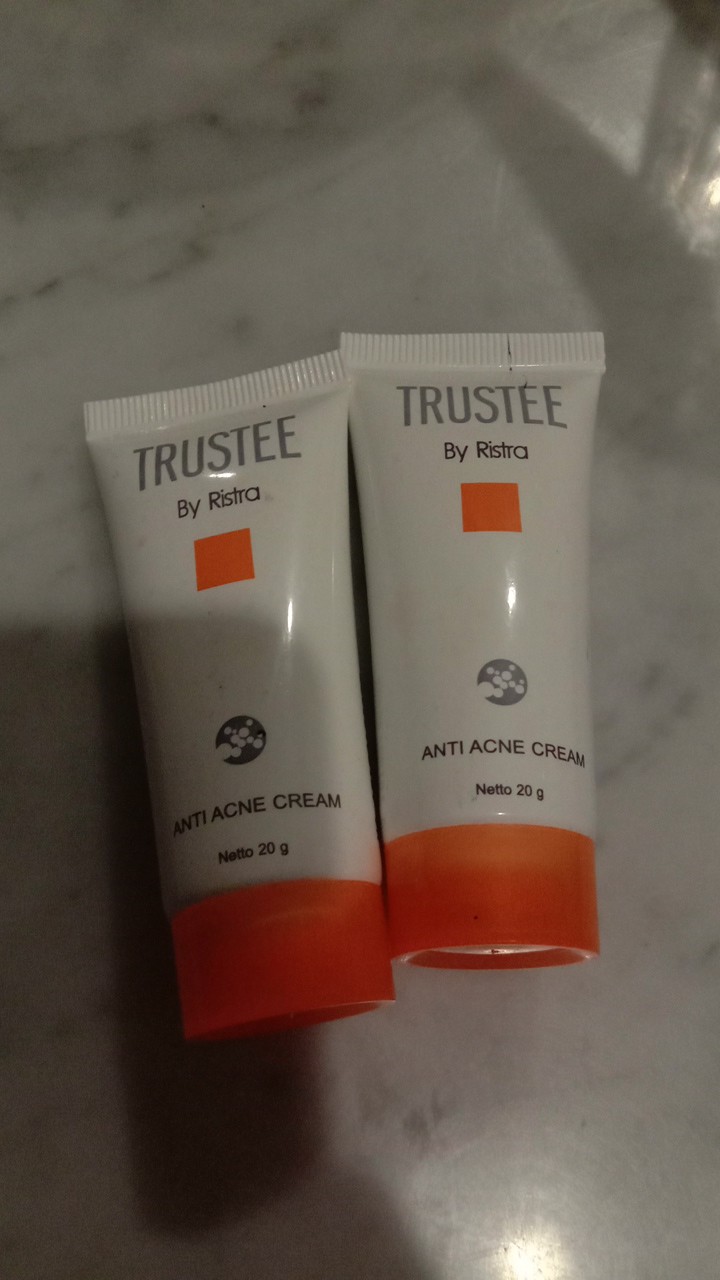 TRUSTEE
By Ristra
ANTI ACNE CREAM
Netto 20 g
TRUSTEE
By Ristra
ANTI ACNE CREAM
Netto 20 g